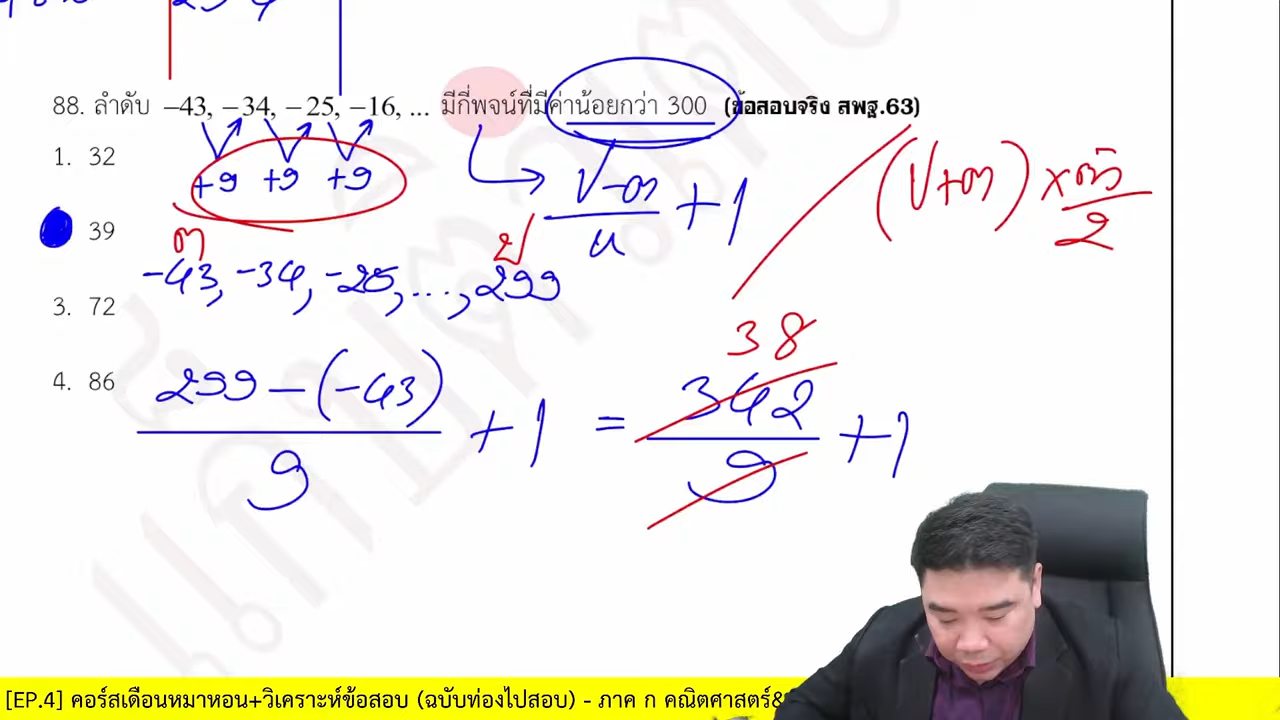 88. ลำดับ −43, −34, −25, −16, ... มีกี่พจน์ที่มีค่าน้อยกว่า 300 (ข้อสอบจริง สพฐ.63)
1. 32
+9 +9 +9
ป-ต/น +1
(ป+ต) ×
2
2. 39
ต ป
-43, -34, -25, ..., 299
3. 72
38
4. 86
299 - (-43)/9 + 1 = 342/9 + 1
[EP.4] คอร์สเดือนหมาหอน+วิเคราะห์ข้อสอบ (ฉบับท่องไปสอบ) - ภาค ก คณิตศาสตร์&